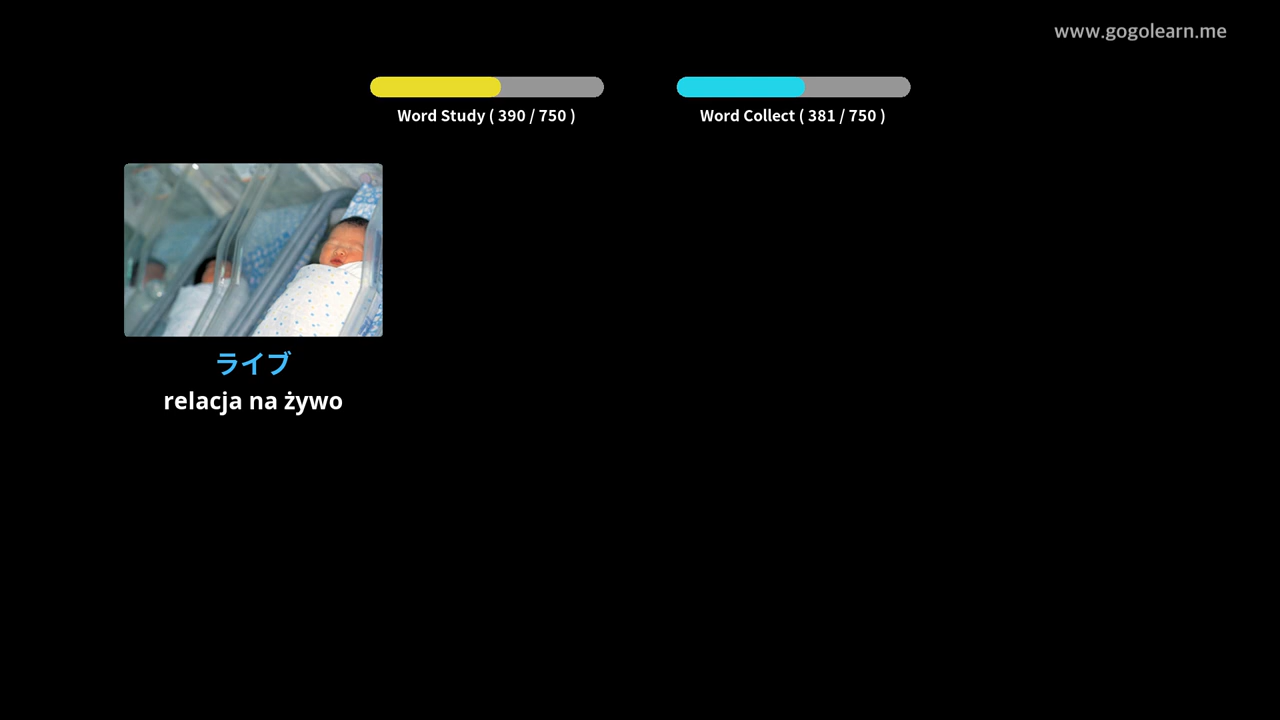 www.gogolearn.me
Word Study ( 390 / 750 )
Word Collect ( 381 / 750 )
ライブ
relacja na żywo